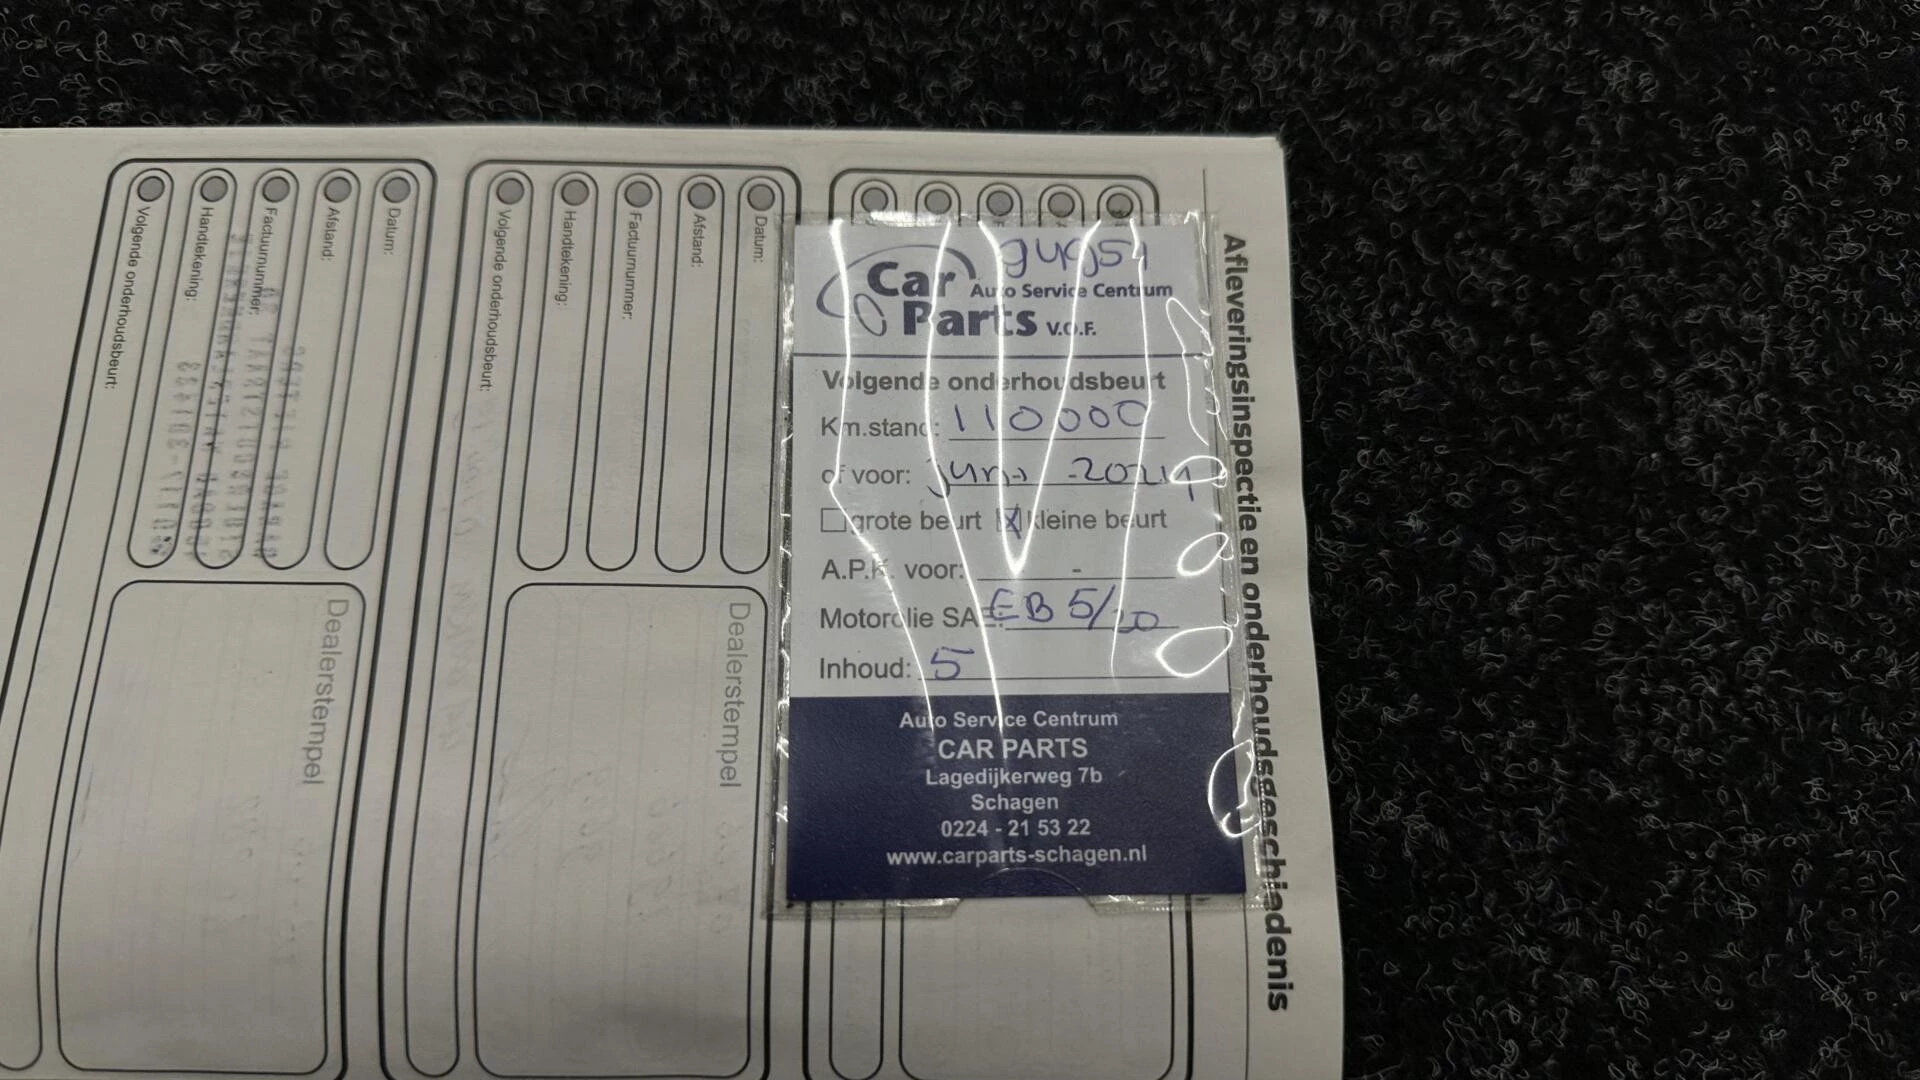 Afleveringsinspectie en onderhoudsgeschiedenis
Car
Auto Service Centrum
Parts V.O.F.
Volgende onderhoudsbeurt
Km.stand: 110000
of voor: juni - 2024
grote beurt kleine beurt
A.P.K. voor: -
Motorolie SAE: EB 5/20
Inhoud: 5
Auto Service Centrum
CAR PARTS
Lagedijkerweg 7b
Schagen
0224 - 21 53 22
www.carparts-schagen.nl
Datum:
Afstand:
Factuurnummer:
Handtekening:
Volgende onderhoudsbeurt:
Dealerstempel
Datum:
Afstand:
Factuurnummer:
Handtekening:
Volgende onderhoudsbeurt:
Dealerstempel